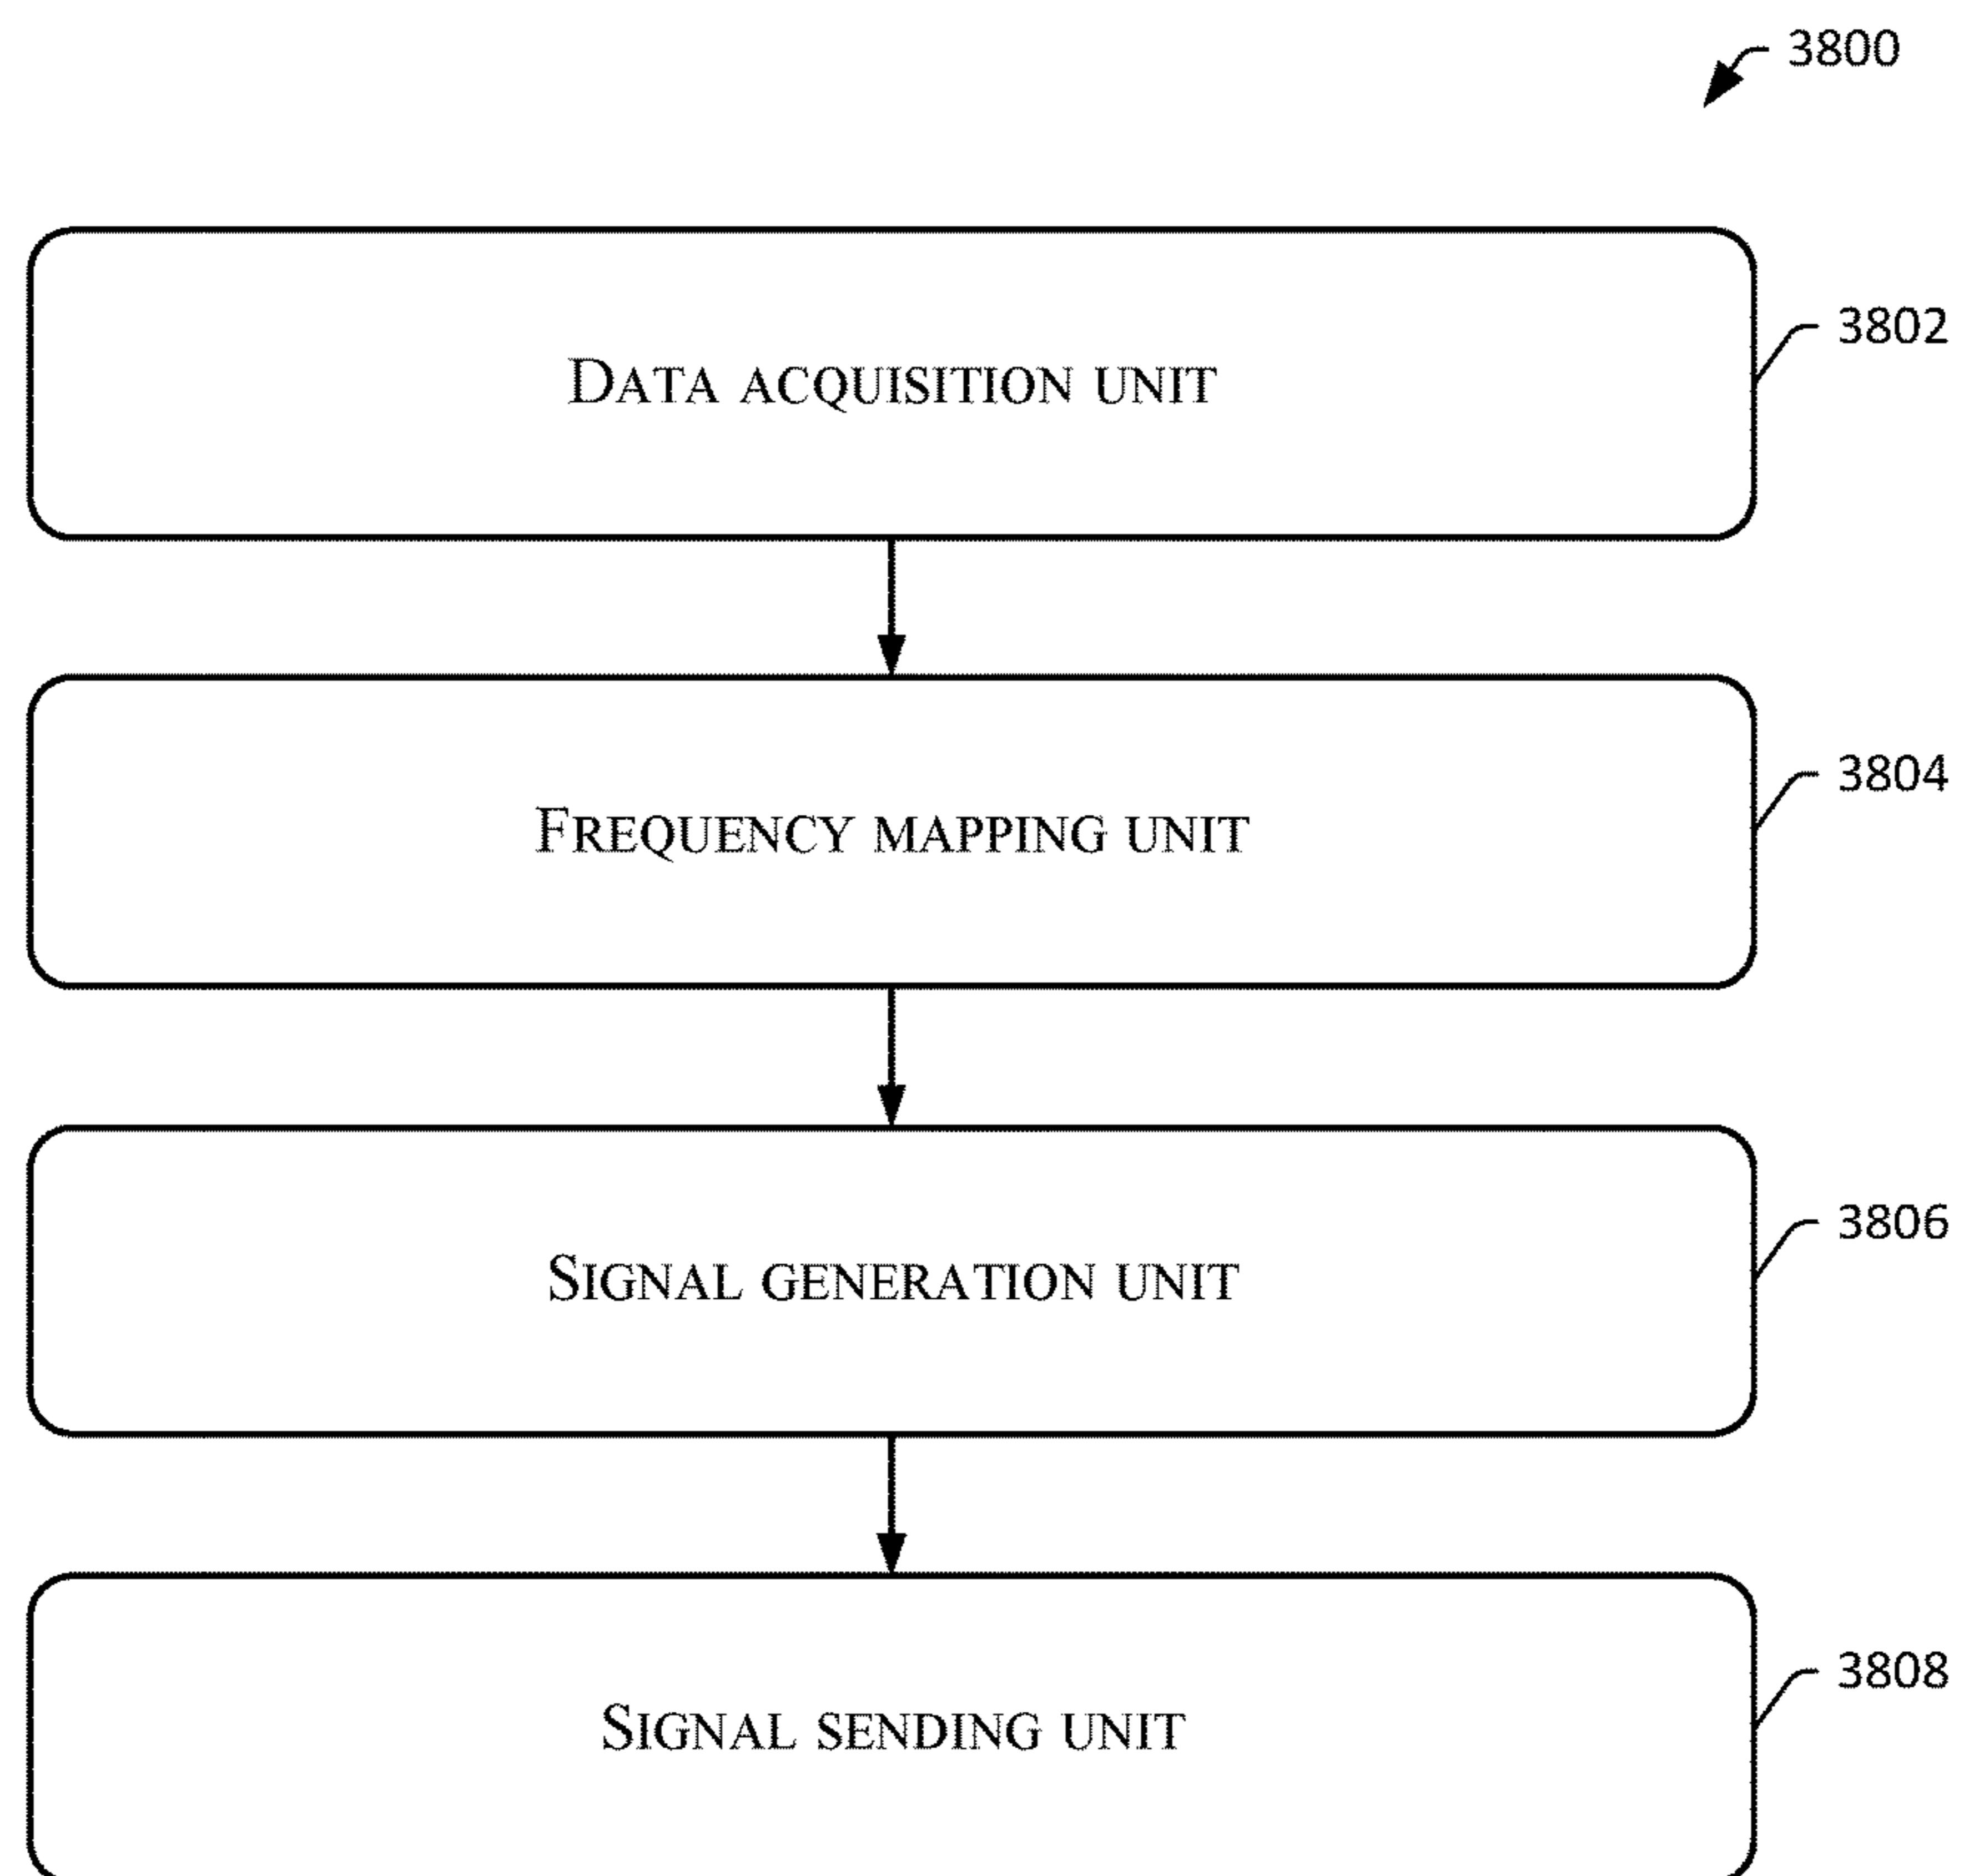 3800
DATA ACQUISITION UNIT
3802
FREQUENCY MAPPING UNIT
3804
SIGNAL GENERATION UNIT
3806
SIGNAL SENDING UNIT
3808